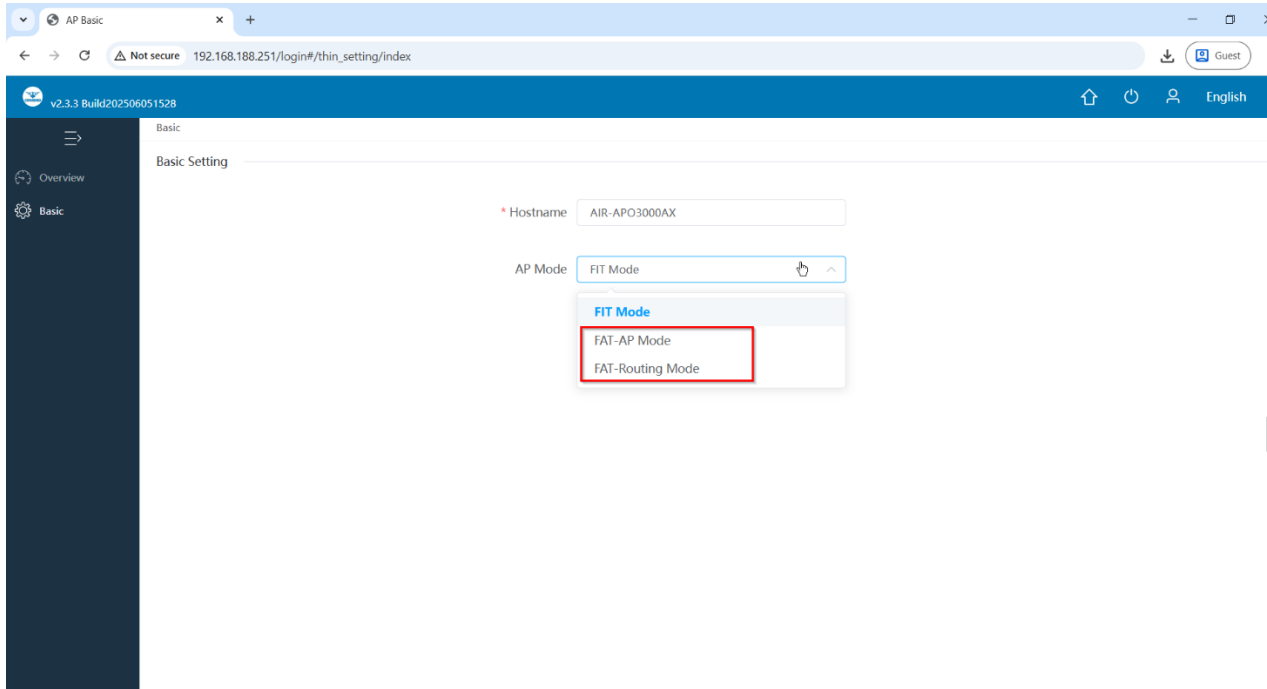 AP Basic
Not secure 192.168.188.251/login#/thin_setting/index
Guest
v2.3.3 Build202506051528
English
Basic
Basic Setting
Overview
Basic
* Hostname AIR-APO3000AX
AP Mode FIT Mode
FIT Mode
FAT-AP Mode
FAT-Routing Mode